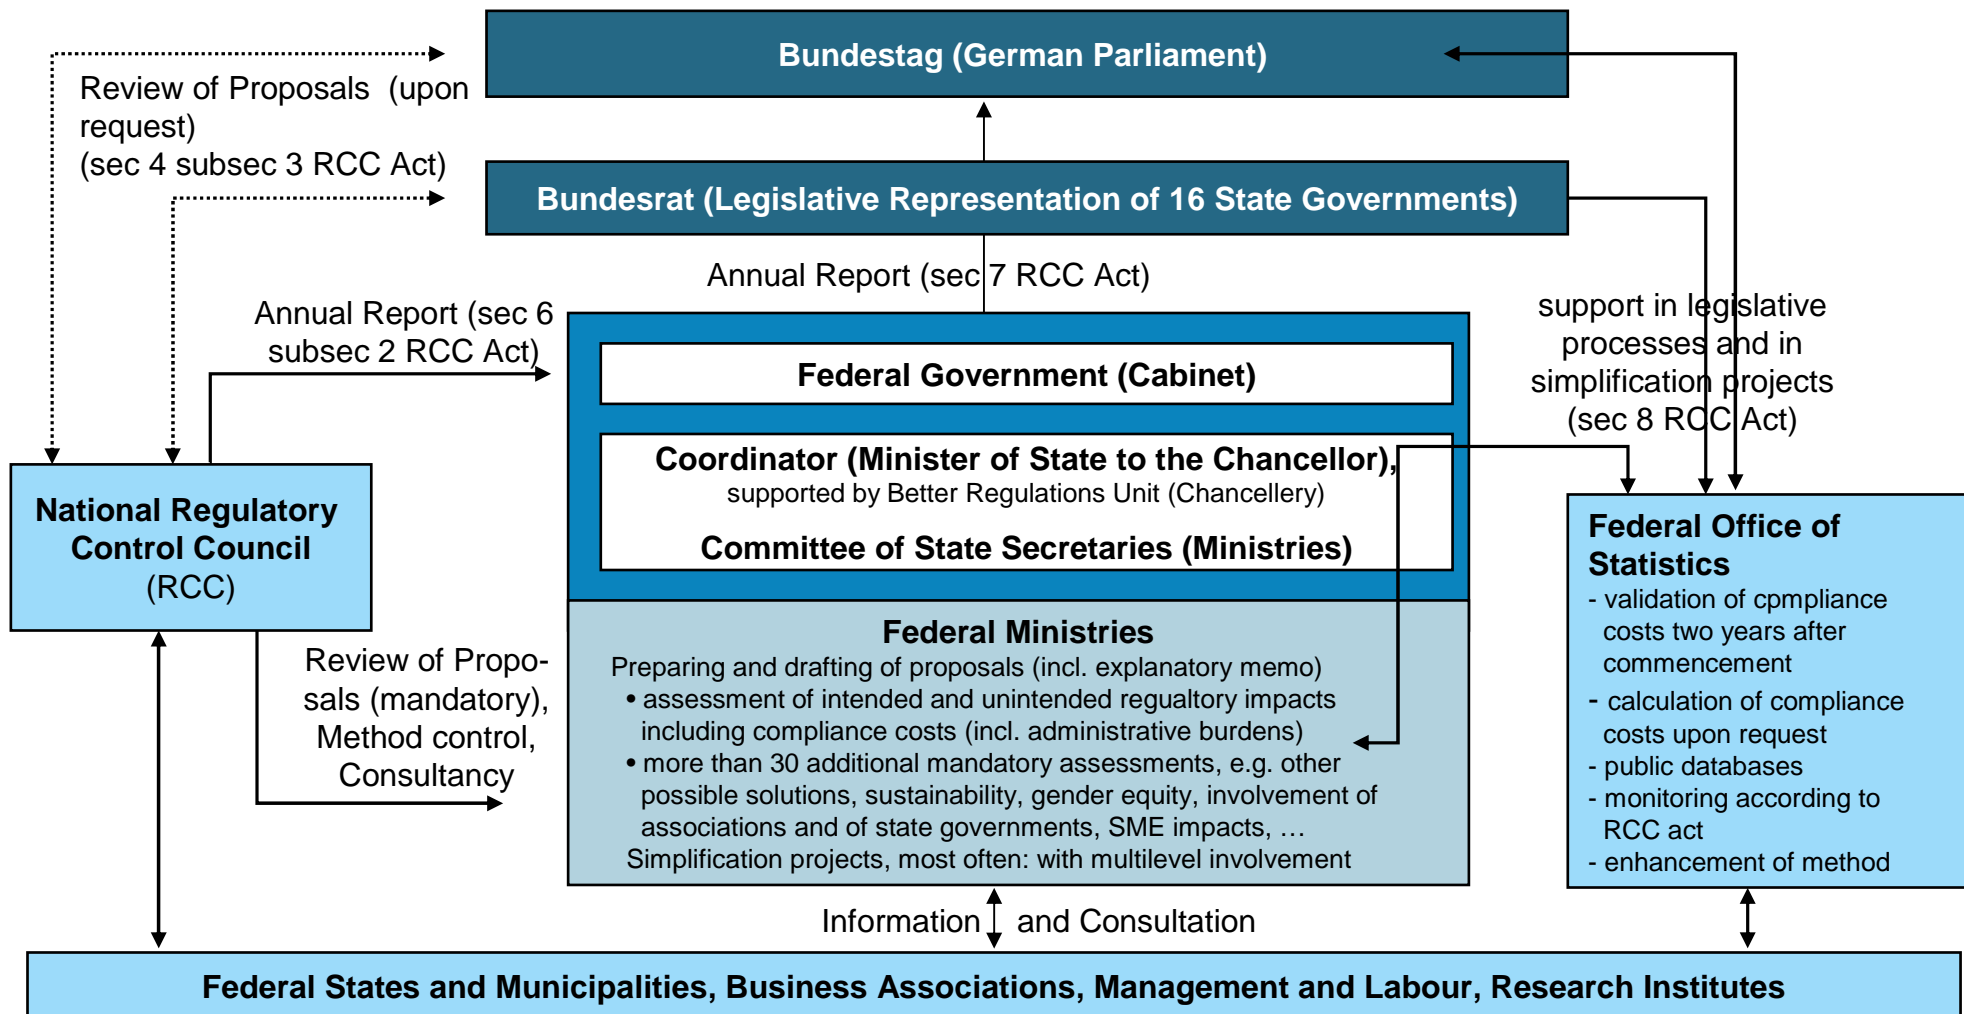 Bundestag (German Parliament)
Review of Proposals (upon
request)
(sec 4 subsec 3 RCC Act)
Bundesrat (Legislative Representation of 16 State Governments)
Annual Report (sec 7 RCC Act)
Annual Report (sec 6
subsec 2 RCC Act)
support in legislative
processes and in
simplification projects
(sec 8 RCC Act)
Federal Government (Cabinet)
Coordinator (Minister of State to the Chancellor),
supported by Better Regulations Unit (Chancellery)
Committee of State Secretaries (Ministries)
National Regulatory
Control Council
(RCC)
Federal Office of
Statistics
- validation of cpmpliance
costs two years after
commencement
- calculation of compliance
costs upon request
- public databases
- monitoring according to
RCC act
- enhancement of method
Review of Propo-
sals (mandatory),
Method control,
Consultancy
Federal Ministries
Preparing and drafting of proposals (incl. explanatory memo)
• assessment of intended and unintended regualtory impacts
including compliance costs (incl. administrative burdens)
• more than 30 additional mandatory assessments, e.g. other
possible solutions, sustainability, gender equity, involvement of
associations and of state governments, SME impacts, …
Simplification projects, most often: with multilevel involvement
Information and Consultation
Federal States and Municipalities, Business Associations, Management and Labour, Research Institutes